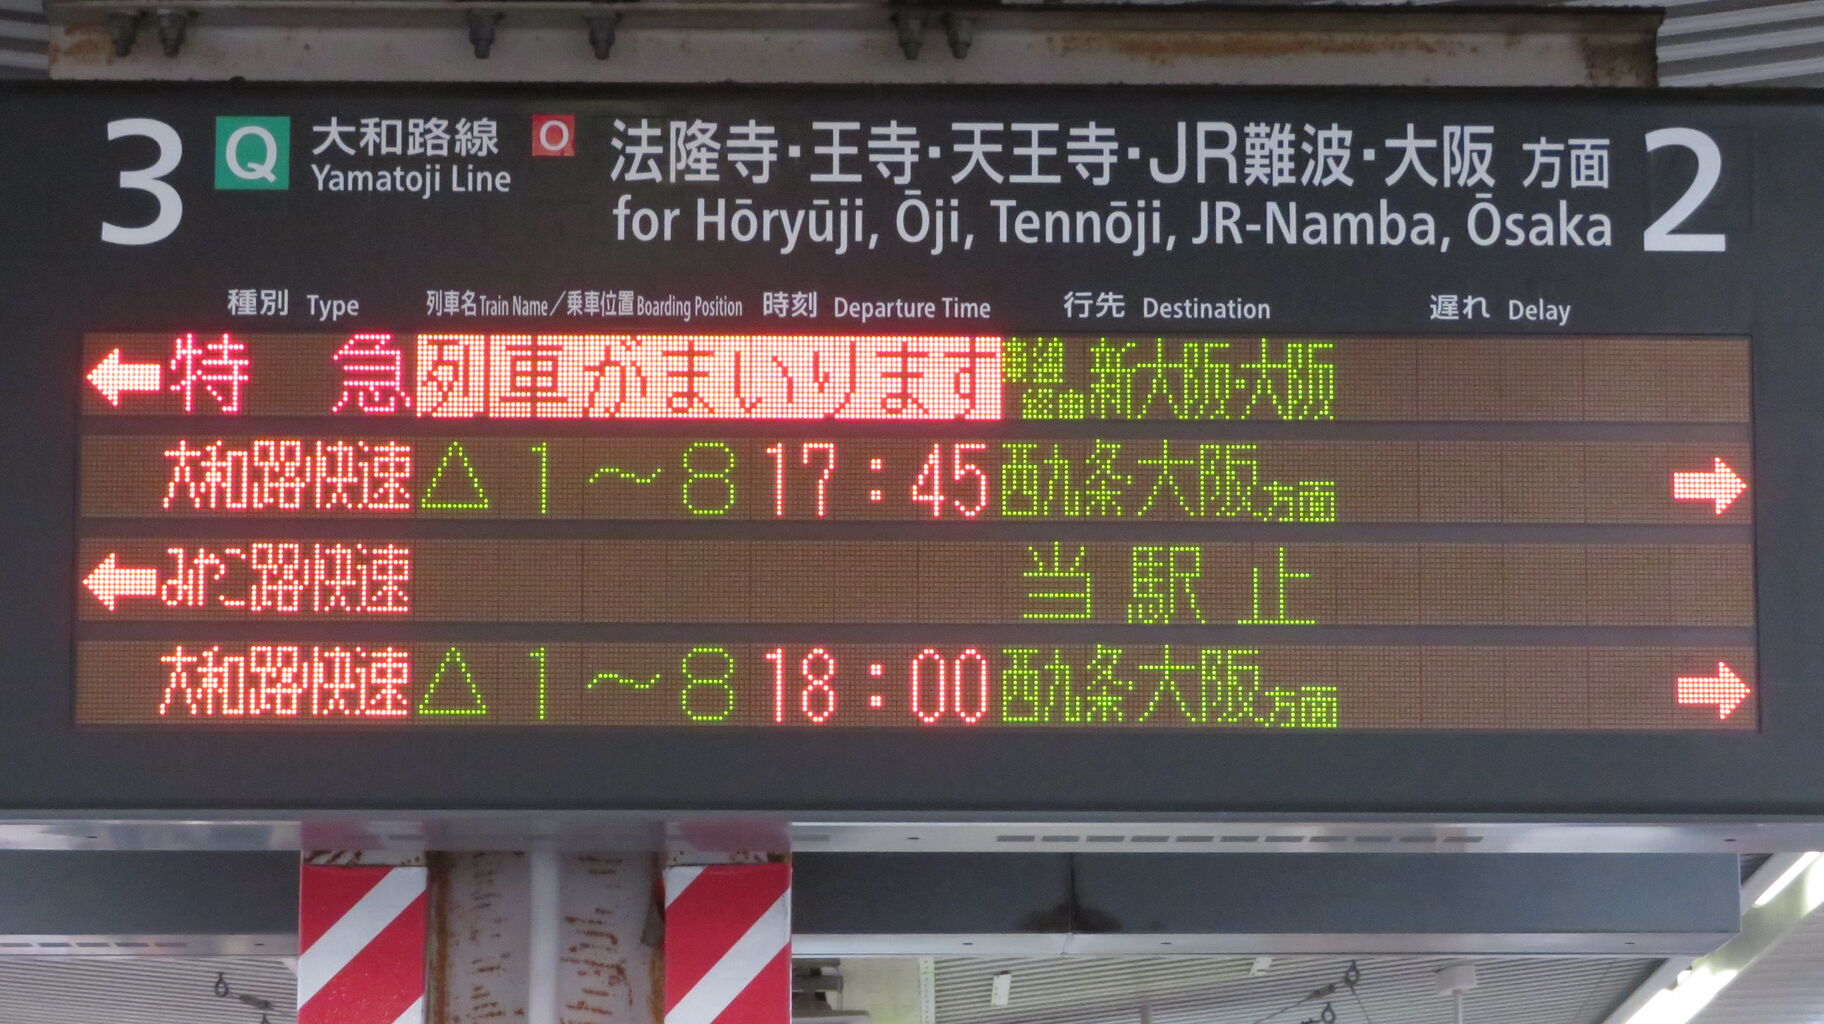 3 Q 大和路線 O 法隆寺・王寺・天王寺・JR難波・大阪 方面 2
Yamatoji Line for Hōryūji, Ōji, Tennōji, JR-Namba, Ōsaka
種別 Type 列車名 Train Name／乗車位置 Boarding Position 時刻 Departure Time 行先 Destination 遅れ Delay
← 特 急 列車がまいります 東線経由 新大阪・大阪
大和路快速 △ 1～8 17:45 西九条・大阪方面 →
← みやこ路快速 当駅止
大和路快速 △ 1～8 18:00 西九条・大阪方面 →